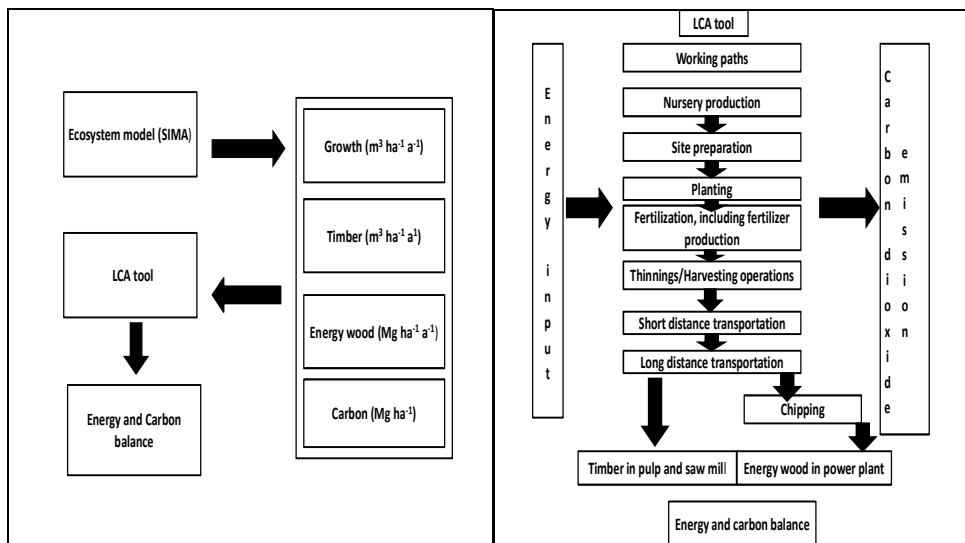 Ecosystem model (SIMA)
Growth (m³ ha⁻¹ a⁻¹)
Timber (m³ ha⁻¹ a¹)
LCA tool
Energy wood (Mg ha⁻¹ a⁻¹)
Energy and Carbon
balance
Carbon (Mg ha⁻¹)
LCA tool
Energy input
Working paths
Nursery production
Site preparation
Planting
Fertilization, including fertilizer
production
Thinnings/Harvesting operations
Short distance transportation
Long distance transportation
Chipping
Timber in pulp and saw mill
Energy wood in power plant
Energy and carbon balance
Carbon dioxide
emission